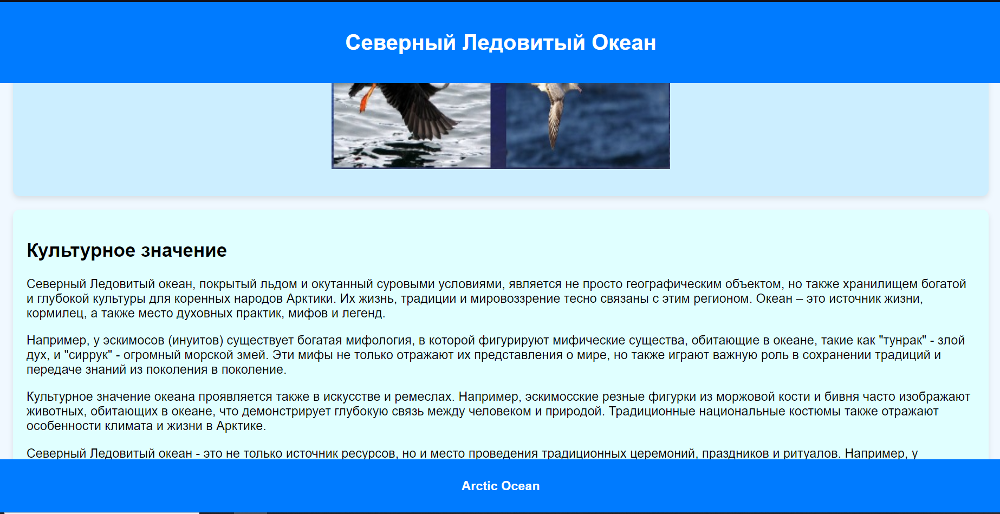 Северный Ледовитый Океан
Культурное значение
Северный Ледовитый океан, покрытый льдом и окутанный суровыми условиями, является не просто географическим объектом, но также хранилищем богатой
и глубокой культуры для коренных народов Арктики. Их жизнь, традиции и мировоззрение тесно связаны с этим регионом. Океан – это источник жизни,
кормилец, а также место духовных практик, мифов и легенд.
Например, у эскимосов (инуитов) существует богатая мифология, в которой фигурируют мифические существа, обитающие в океане, такие как "тунрак" - злой
дух, и "сиррук" - огромный морской змей. Эти мифы не только отражают их представления о мире, но также играют важную роль в сохранении традиций и
передаче знаний из поколения в поколение.
Культурное значение океана проявляется также в искусстве и ремеслах. Например, эскимосские резные фигурки из моржовой кости и бивня часто изображают
животных, обитающих в океане, что демонстрирует глубокую связь между человеком и природой. Традиционные национальные костюмы также отражают
особенности климата и жизни в Арктике.
Северный Ледовитый океан - это не только источник ресурсов, но и место проведения традиционных церемоний, праздников и ритуалов. Например, у
Arctic Ocean